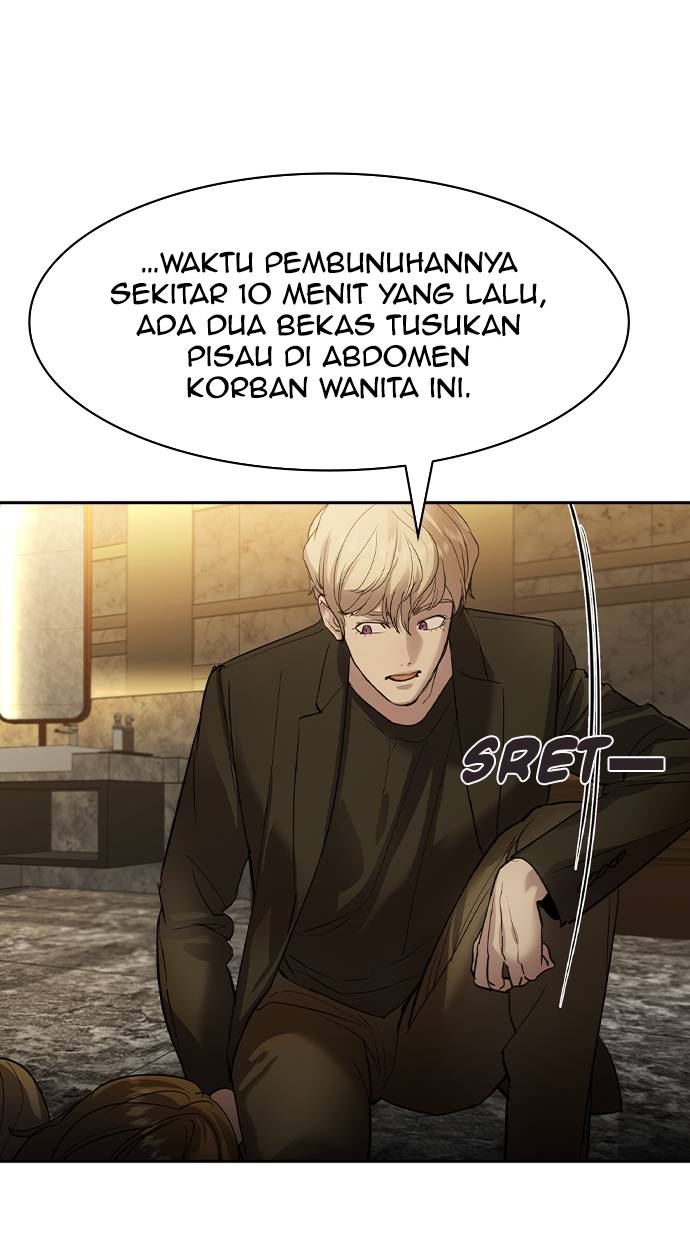 ...WAKTU PEMBUNUHANNYA
SEKITAR 10 MENIT YANG LALU,
ADA DUA BEKAS TUSUKAN
PISAU DI ABDOMEN
KORBAN WANITA INI.
SRET—